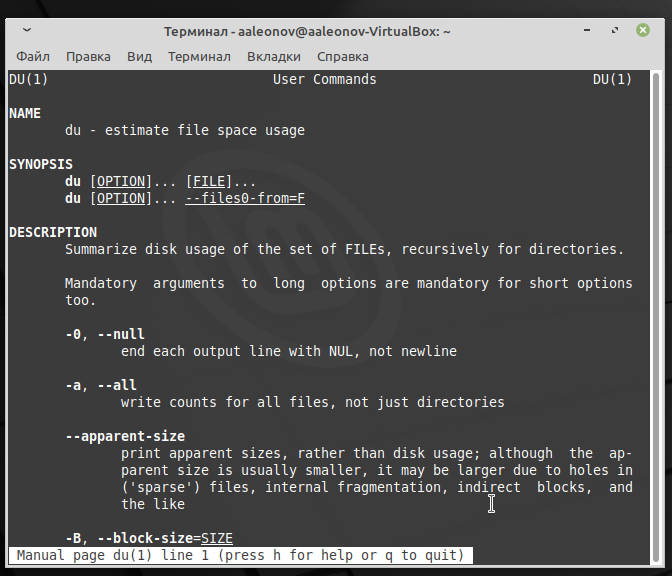 Терминал - aaleonov@aaleonov-VirtualBox: ~
Файл Правка Вид Терминал Вкладки Справка
DU(1) User Commands DU(1)
NAME
du - estimate file space usage
SYNOPSIS
du [OPTION]... [FILE]...
du [OPTION]... --files0-from=F
DESCRIPTION
Summarize disk usage of the set of FILEs, recursively for directories.
Mandatory arguments to long options are mandatory for short options
too.
-0, --null
end each output line with NUL, not newline
-a, --all
write counts for all files, not just directories
--apparent-size
print apparent sizes, rather than disk usage; although the ap-
parent size is usually smaller, it may be larger due to holes in
('sparse') files, internal fragmentation, indirect blocks, and
the like
-B, --block-size=SIZE
Manual page du(1) line 1 (press h for help or q to quit)